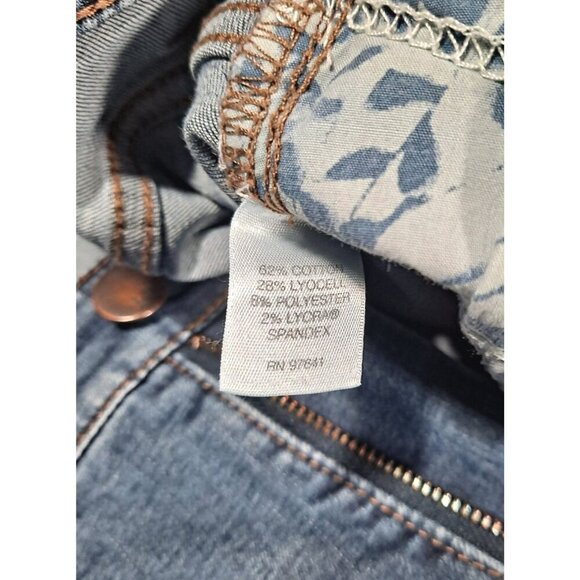 62% COTTON
28% LYOCELL
8% POLYESTER
2% LYCRA®
SPANDEX
RN 97641